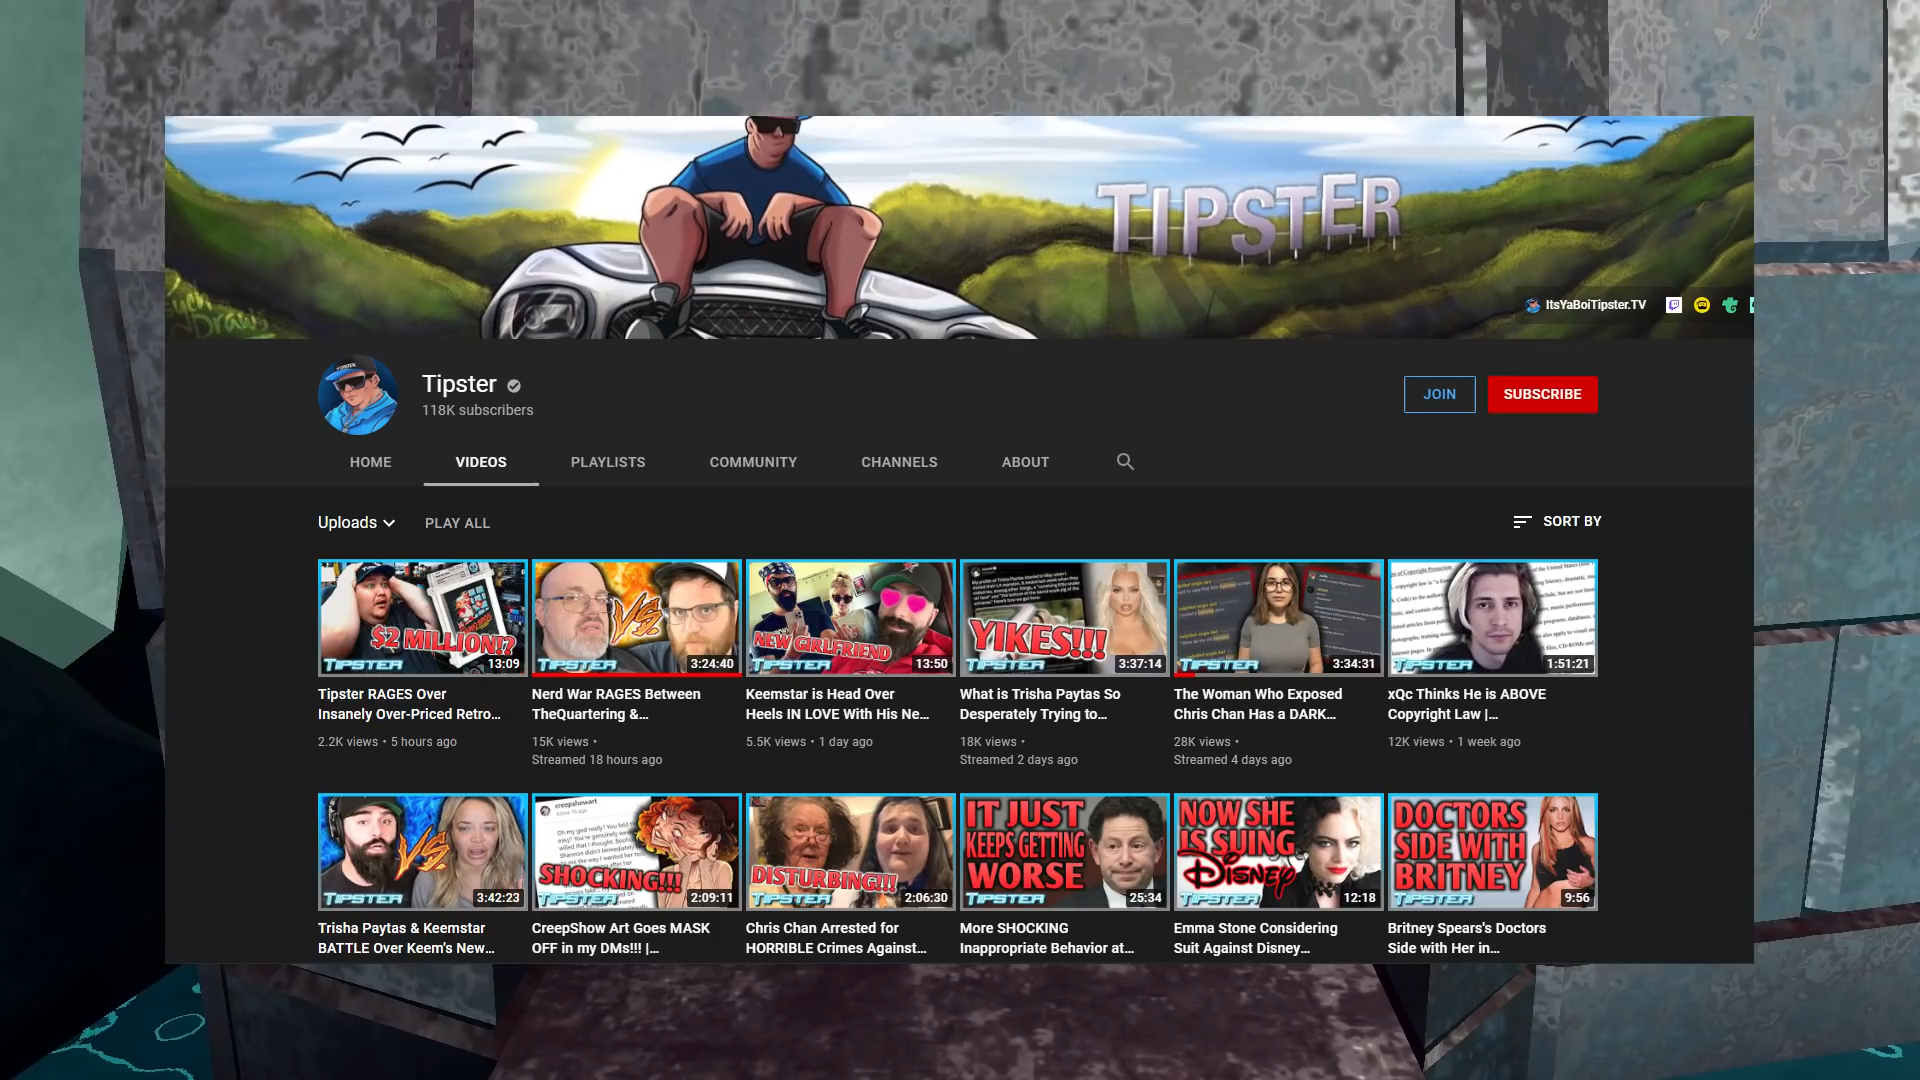 TIPSTER
ItsYaBoiTipster.TV
Tipster
118K subscribers
JOIN
SUBSCRIBE
HOME
VIDEOS
PLAYLISTS
COMMUNITY
CHANNELS
ABOUT
Uploads
PLAY ALL
SORT BY
$2 MILLION!?
TIPSTER
13:09
VS.
TIPSTER
3:24:40
NEW GIRLFRIEND
TIPSTER
13:50
YIKES!!!
TIPSTER
3:37:14
TIPSTER
3:34:31
TIPSTER
1:51:21
Tipster RAGES Over
Insanely Over-Priced Retro...
2.2K views • 5 hours ago
Nerd War RAGES Between
TheQuartering &...
15K views •
Streamed 18 hours ago
Keemstar is Head Over
Heels IN LOVE With His Ne...
5.5K views • 1 day ago
What is Trisha Paytas So
Desperately Trying to...
18K views •
Streamed 2 days ago
The Woman Who Exposed
Chris Chan Has a DARK...
28K views •
Streamed 4 days ago
xQc Thinks He is ABOVE
Copyright Law |...
12K views • 1 week ago
VS.
TIPSTER
3:42:23
creepshowart
SHOCKING!!!
TIPSTER
2:09:11
DISTURBING!!!
TIPSTER
2:06:30
IT JUST
KEEPS GETTING
WORSE
TIPSTER
25:34
NOW SHE
IS SUING
Disney
TIPSTER
12:18
DOCTORS
SIDE WITH
BRITNEY
TIPSTER
9:56
Trisha Paytas & Keemstar
BATTLE Over Keem's New...
CreepShow Art Goes MASK
OFF in my DMs!!! |...
Chris Chan Arrested for
HORRIBLE Crimes Against...
More SHOCKING
Inappropriate Behavior at...
Emma Stone Considering
Suit Against Disney...
Britney Spears's Doctors
Side with Her in...